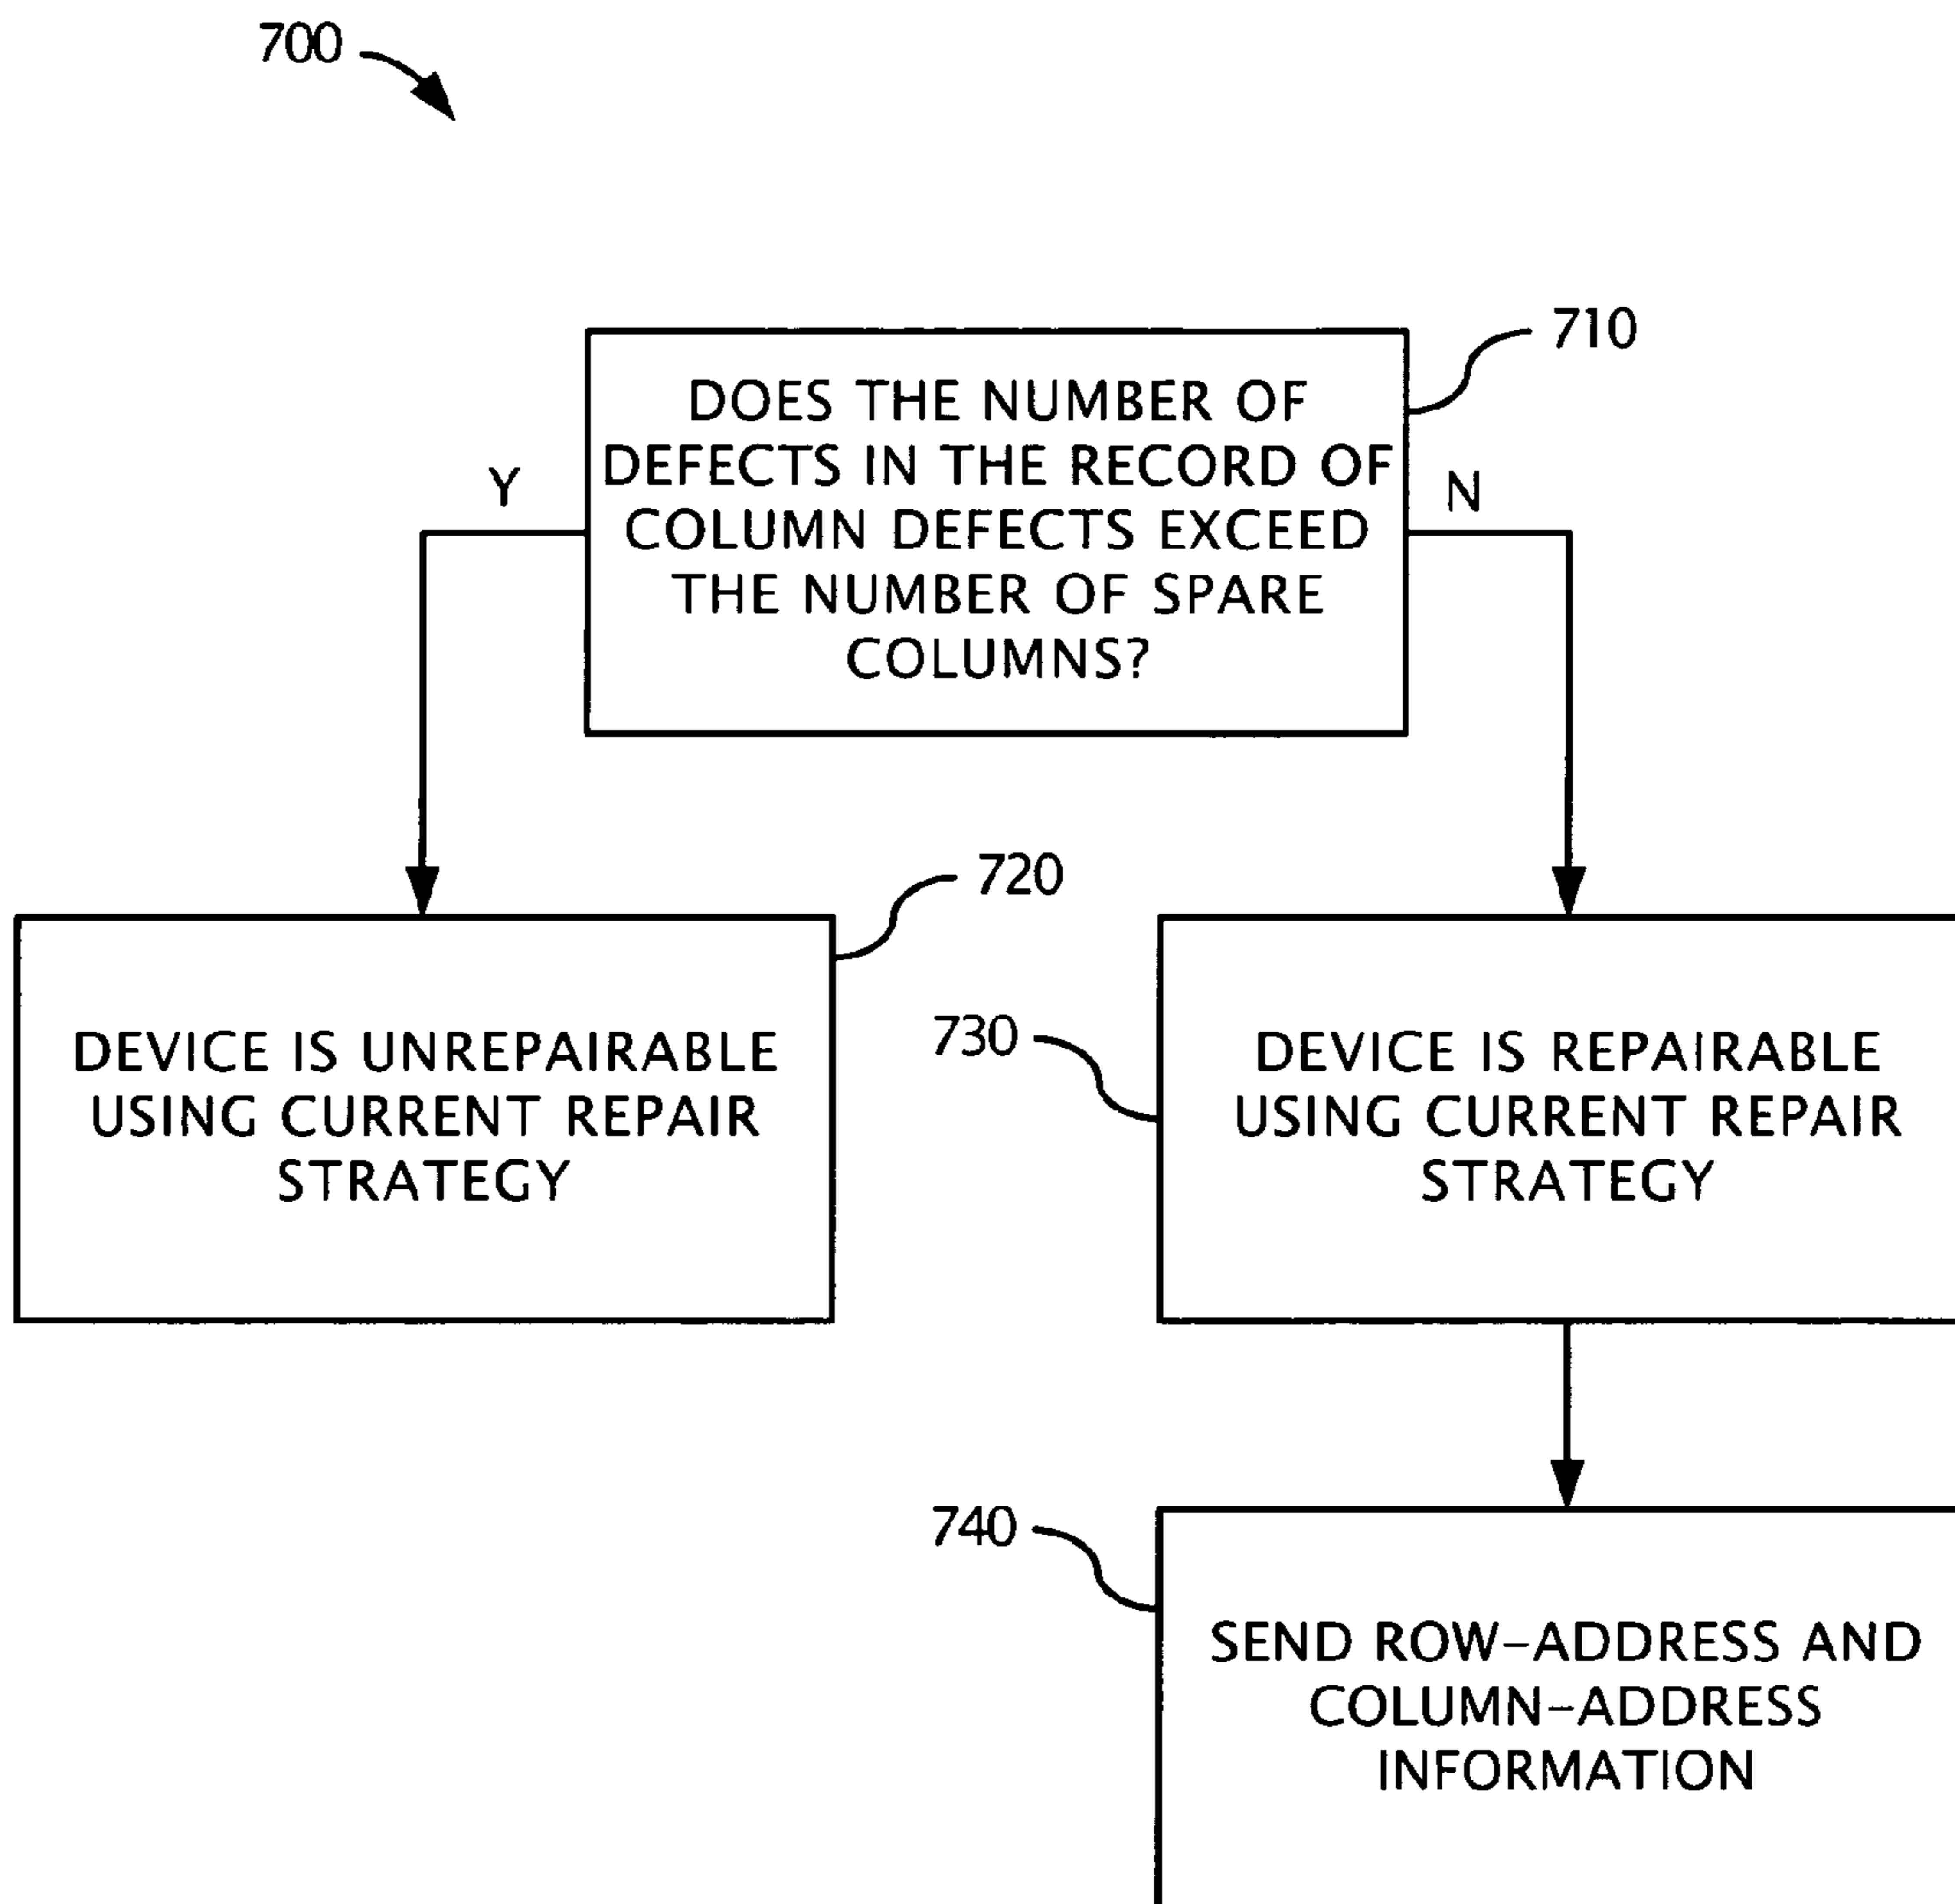 700
710
DOES THE NUMBER OF
DEFECTS IN THE RECORD OF
COLUMN DEFECTS EXCEED
THE NUMBER OF SPARE
COLUMNS?
Y
N
720
DEVICE IS UNREPAIRABLE
USING CURRENT REPAIR
STRATEGY
730
DEVICE IS REPAIRABLE
USING CURRENT REPAIR
STRATEGY
740
SEND ROW-ADDRESS AND
COLUMN-ADDRESS
INFORMATION